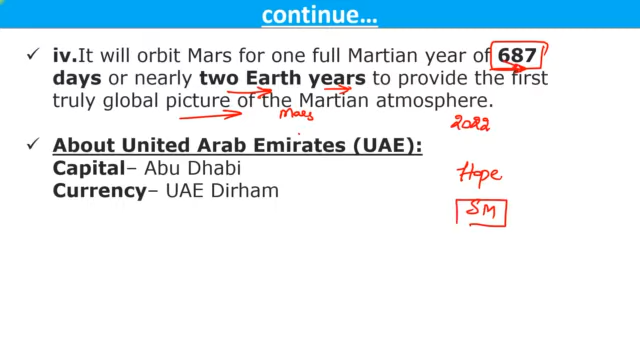 continue…
✓ iv.It will orbit Mars for one full Martian year of 687
days or nearly two Earth years to provide the first
truly global picture of the Martian atmosphere.
Mars
2022
✓ About United Arab Emirates (UAE):
Capital– Abu Dhabi
Hope
Currency– UAE Dirham
SM